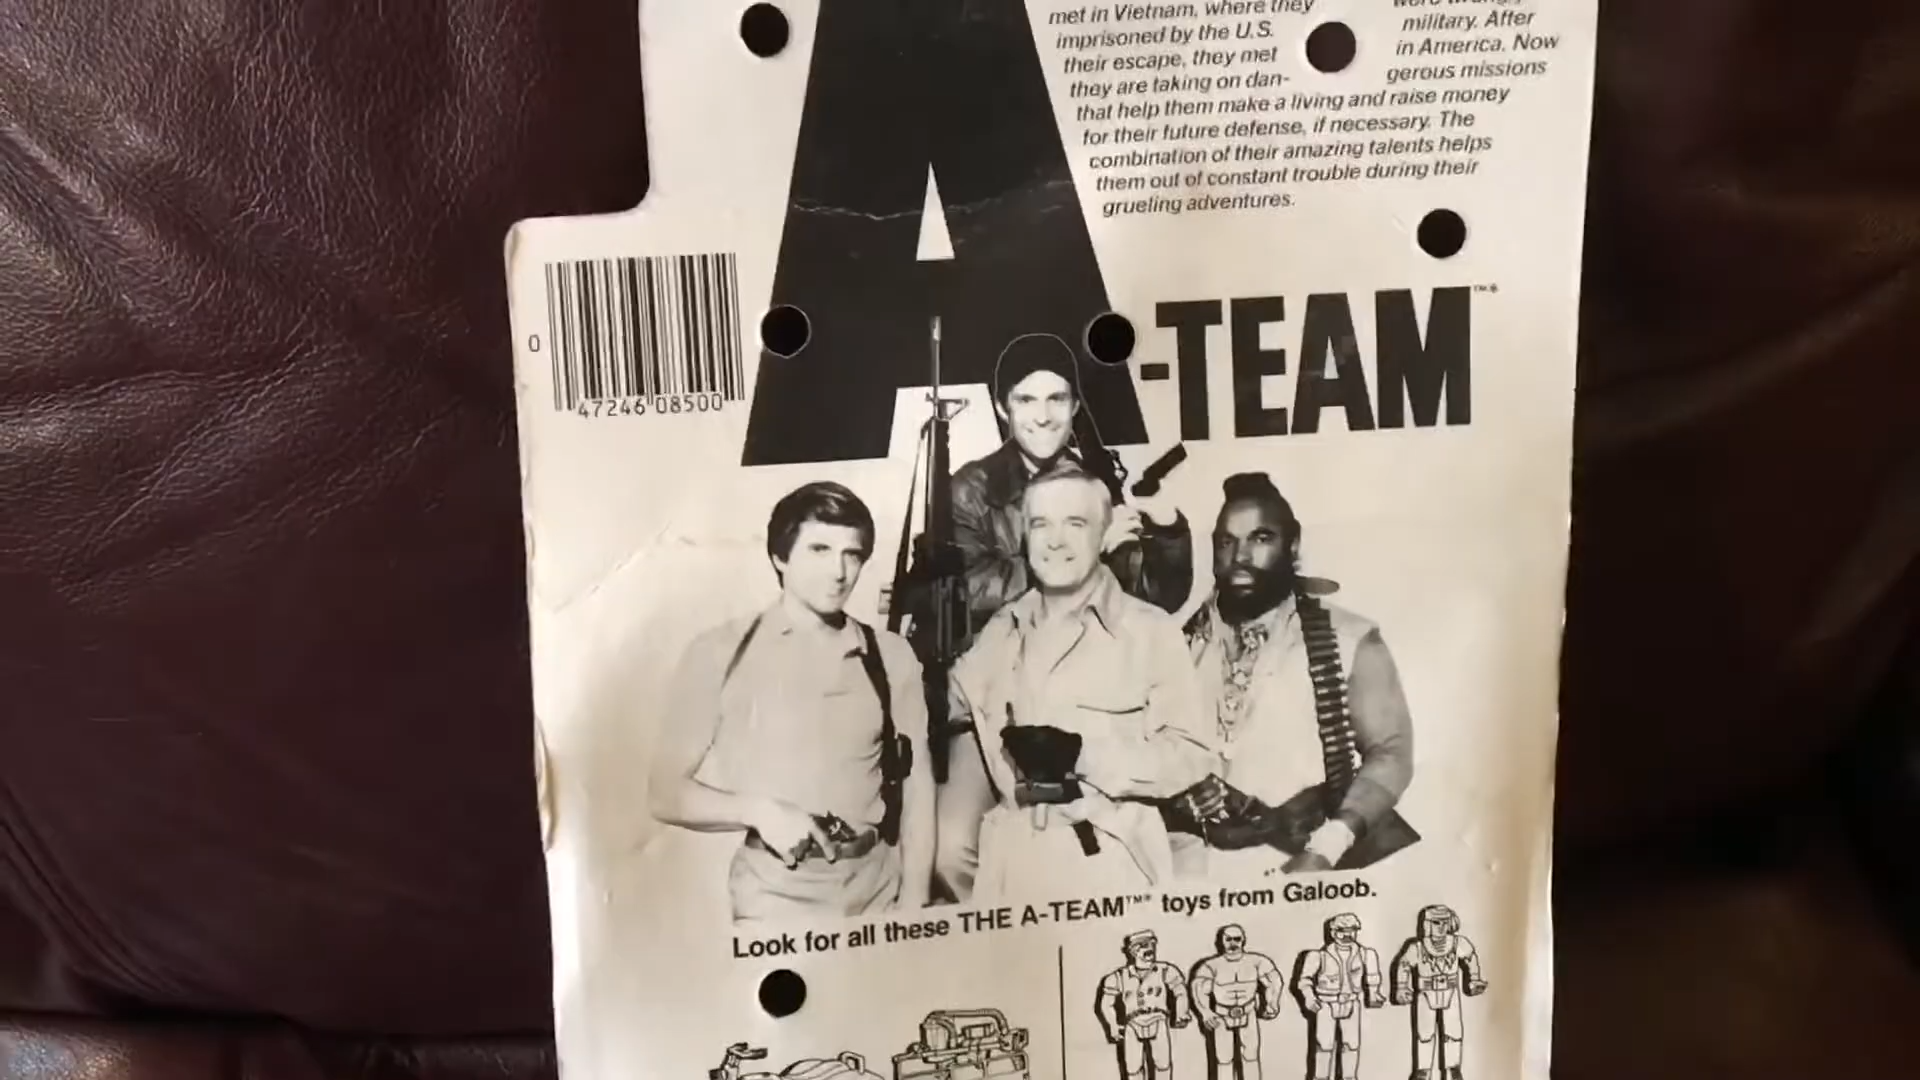 met in Vietnam, where they
imprisoned by the U.S. military. After
their escape, they met in America. Now
they are taking on dan- gerous missions
that help them make a living and raise money
for their future defense, if necessary. The
combination of their amazing talents helps
them out of constant trouble during their
grueling adventures.
0 47246 08500
A-TEAM™*
Look for all these THE A-TEAM™* toys from Galoob.